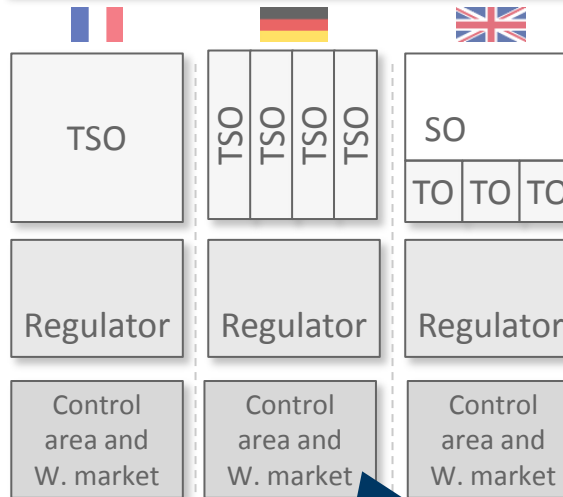 TSO
TSO
TSO
TSO
TSO
SO
TO
TO
TO
Regulator
Regulator
Regulator
Control
area and
W. market
Control
area and
W. market
Control
area and
W. market